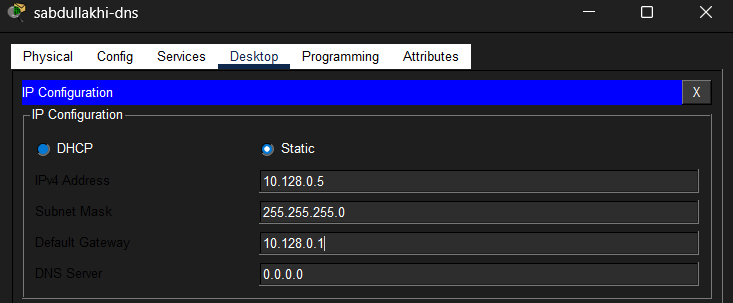 sabdullakhi-dns
Physical Config Services Desktop Programming Attributes
IP Configuration X
IP Configuration
DHCP Static
IPv4 Address 10.128.0.5
Subnet Mask 255.255.255.0
Default Gateway 10.128.0.1
DNS Server 0.0.0.0